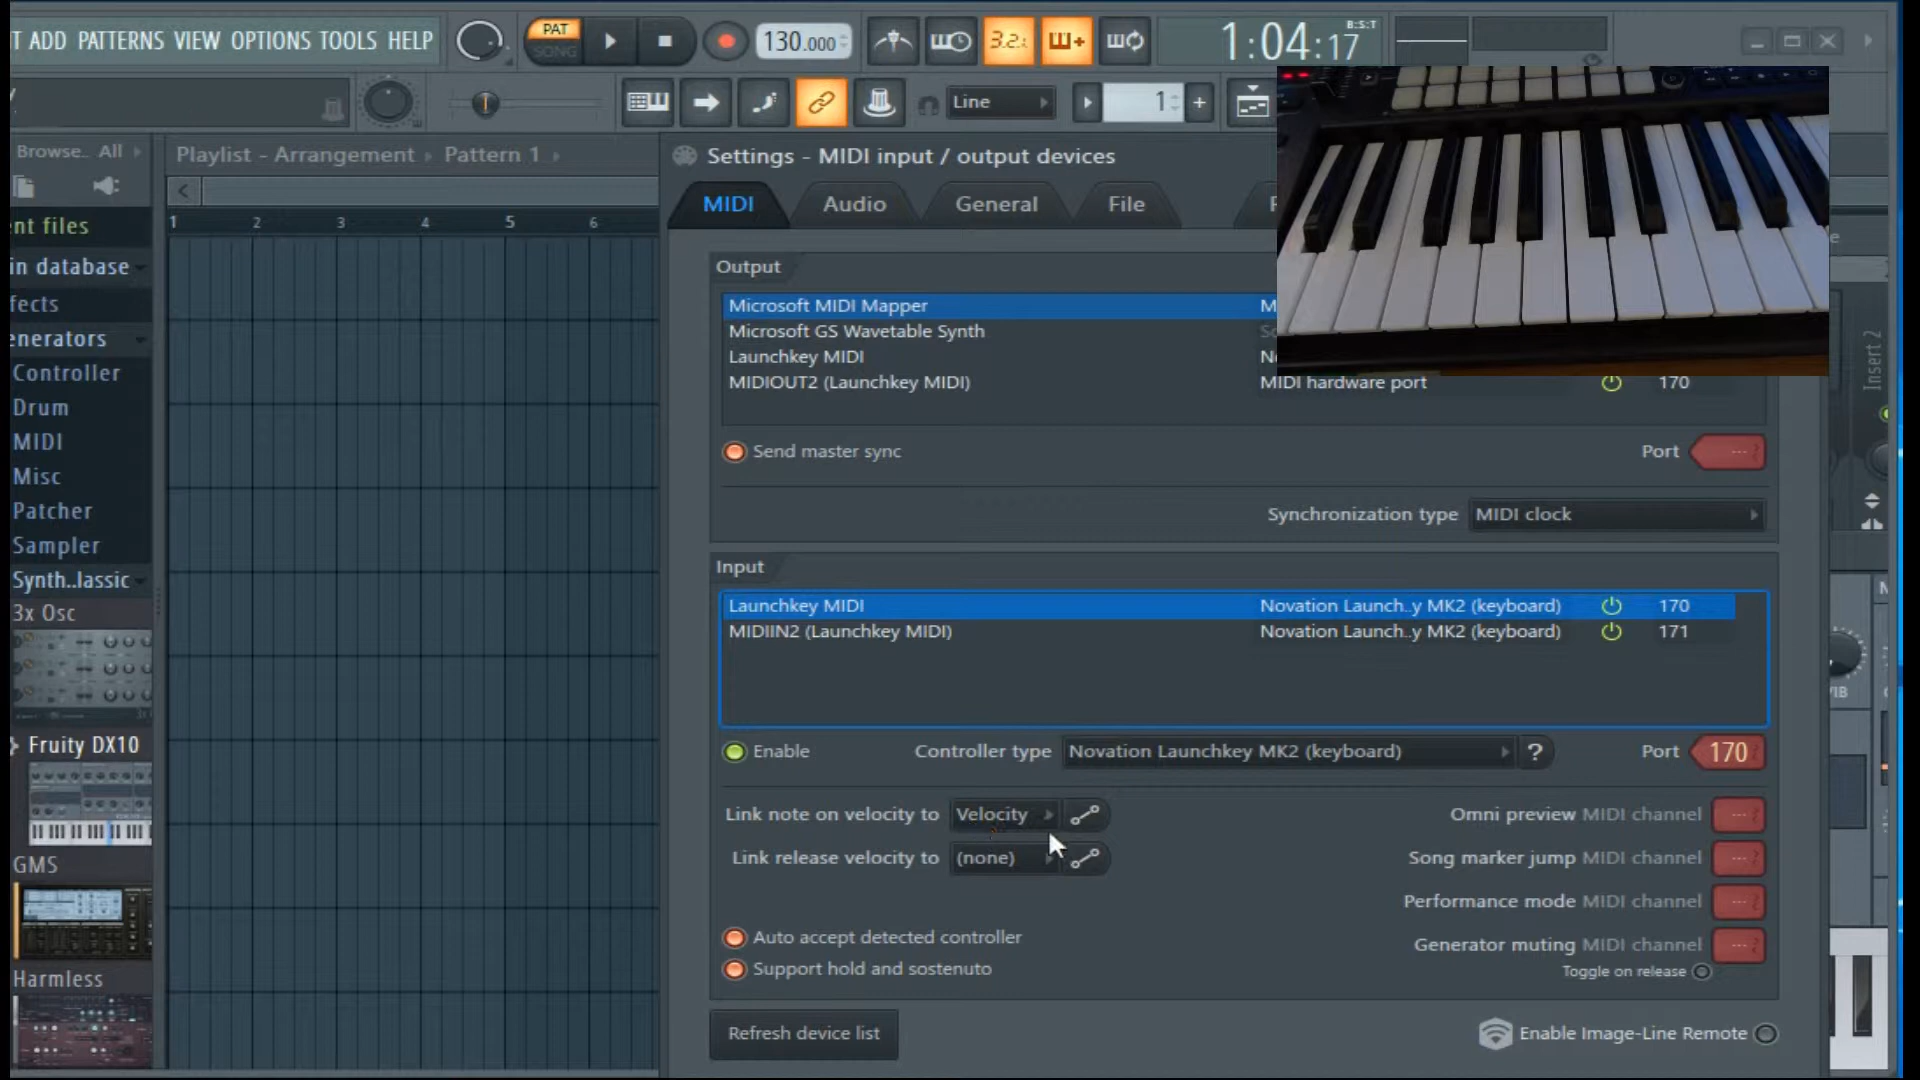 T ADD PATTERNS VIEW OPTIONS TOOLS HELP
PAT
SONG
130.000
3.2.
1:04:17
B:S:T
Line
1
Browse.. All
Playlist - Arrangement Pattern 1
1 2 3 4 5 6
nt files
in database
fects
enerators
Controller
Drum
MIDI
Misc
Patcher
Sampler
Synth..lassic
3x Osc
Fruity DX10
GMS
Harmless
Settings - MIDI input / output devices
MIDI Audio General File
Output
Microsoft MIDI Mapper M
Microsoft GS Wavetable Synth
Launchkey MIDI
MIDIOUT2 (Launchkey MIDI) MIDI hardware port 170
Send master sync Port ---
Synchronization type MIDI clock
Input
Launchkey MIDI Novation Launch..y MK2 (keyboard) 170
MIDIIN2 (Launchkey MIDI) Novation Launch..y MK2 (keyboard) 171
Enable Controller type Novation Launchkey MK2 (keyboard) ? Port 170
Link note on velocity to Velocity Omni preview MIDI channel ---
Link release velocity to (none) Song marker jump MIDI channel ---
Performance mode MIDI channel ---
Auto accept detected controller Generator muting MIDI channel ---
Support hold and sostenuto Toggle on release
Refresh device list Enable Image-Line Remote
Insert 2